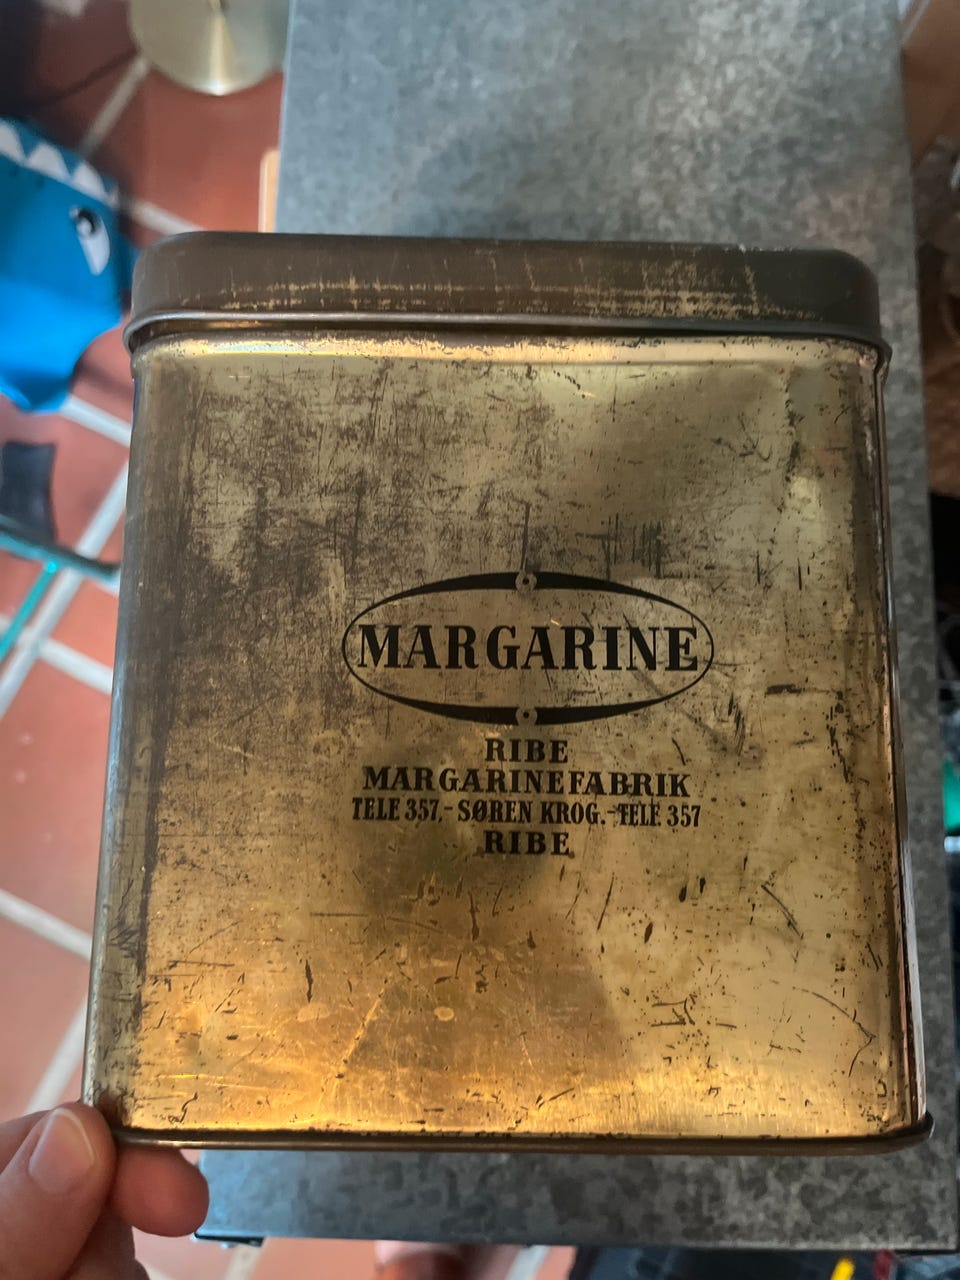 MARGARINE
RIBE
MARGARINEFABRIK
TELE 357.- SØREN KROG.-TELE 357
RIBE